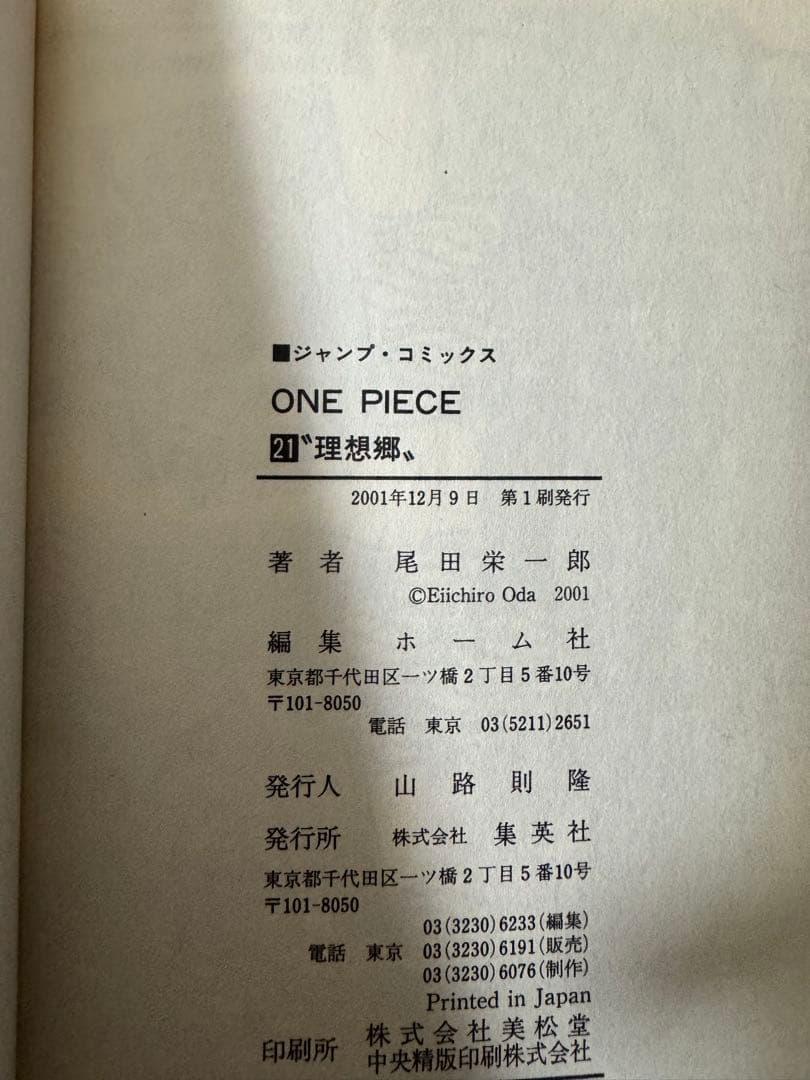 ■ジャンプ・コミックス
ONE PIECE
21〝理想郷〟
2001年12月9日 第1刷発行
著者 尾田栄一郎
©Eiichiro Oda 2001
編集 ホーム社
東京都千代田区一ツ橋2丁目5番10号
〒101-8050
電話 東京 03(5211)2651
発行人 山路則隆
発行所 株式会社 集英社
東京都千代田区一ツ橋2丁目5番10号
〒101-8050
03(3230)6233(編集)
電話 東京 03(3230)6191(販売)
03(3230)6076(制作)
Printed in Japan
印刷所 株式会社美松堂
中央精版印刷株式会社